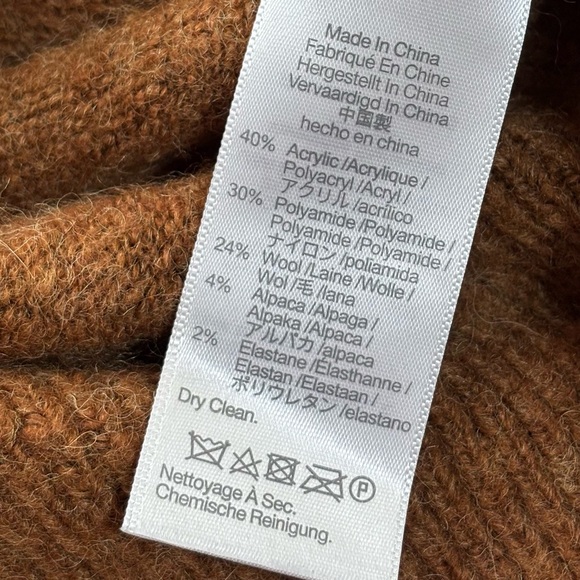 Made In China
Fabriqué En Chine
Hergestellt In China
Vervaardigd In China
中国製
hecho en china
40% Acrylic /Acrylique /
Polyacryl /Acryl /
アクリル /acrílico
30% Polyamide /Polyamide /
Polyamide /Polyamide /
ナイロン /poliamida
24% Wool /Laine /Wolle /
Wol /毛 /lana
4% Alpaca /Alpaga /
Alpaka /Alpaca /
アルパカ /alpaca
2% Elastane /Elasthanne /
Elastan /Elastaan /
ポリウレタン /elastano
Dry Clean.
P
Nettoyage À Sec.
Chemische Reinigung.